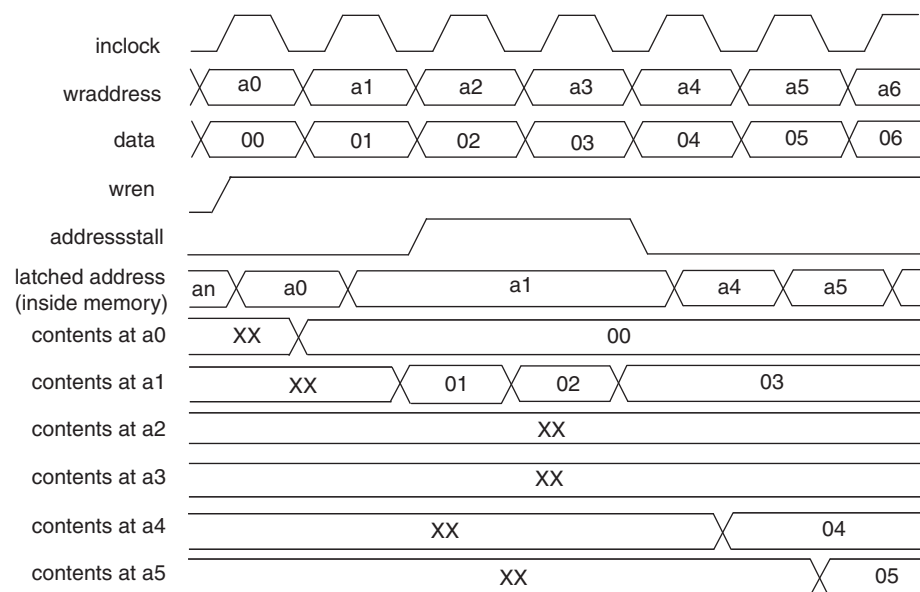 inclock
wraddress a0 a1 a2 a3 a4 a5 a6
data 00 01 02 03 04 05 06
wren
addressstall
latched address
(inside memory) an a0 a1 a4 a5
contents at a0 XX 00
contents at a1 XX 01 02 03
contents at a2 XX
contents at a3 XX
contents at a4 XX 04
contents at a5 XX 05